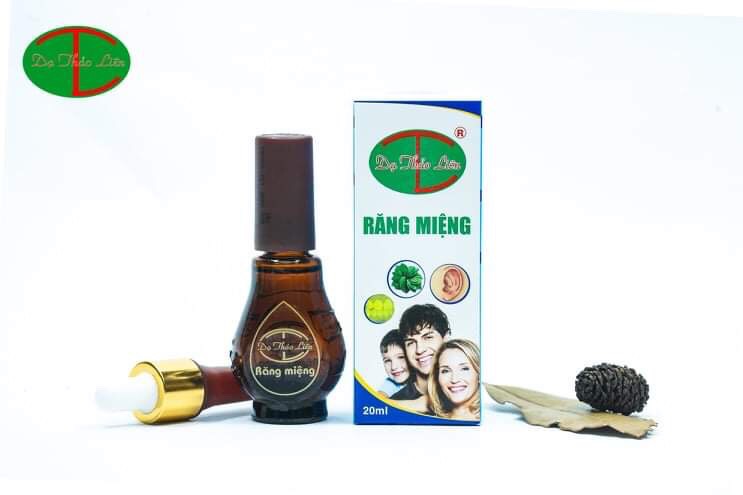 Dạ Thảo Liên
®
Dạ Thảo Liên
RĂNG MIỆNG
Dạ Thảo Liên
Răng miệng
20ml